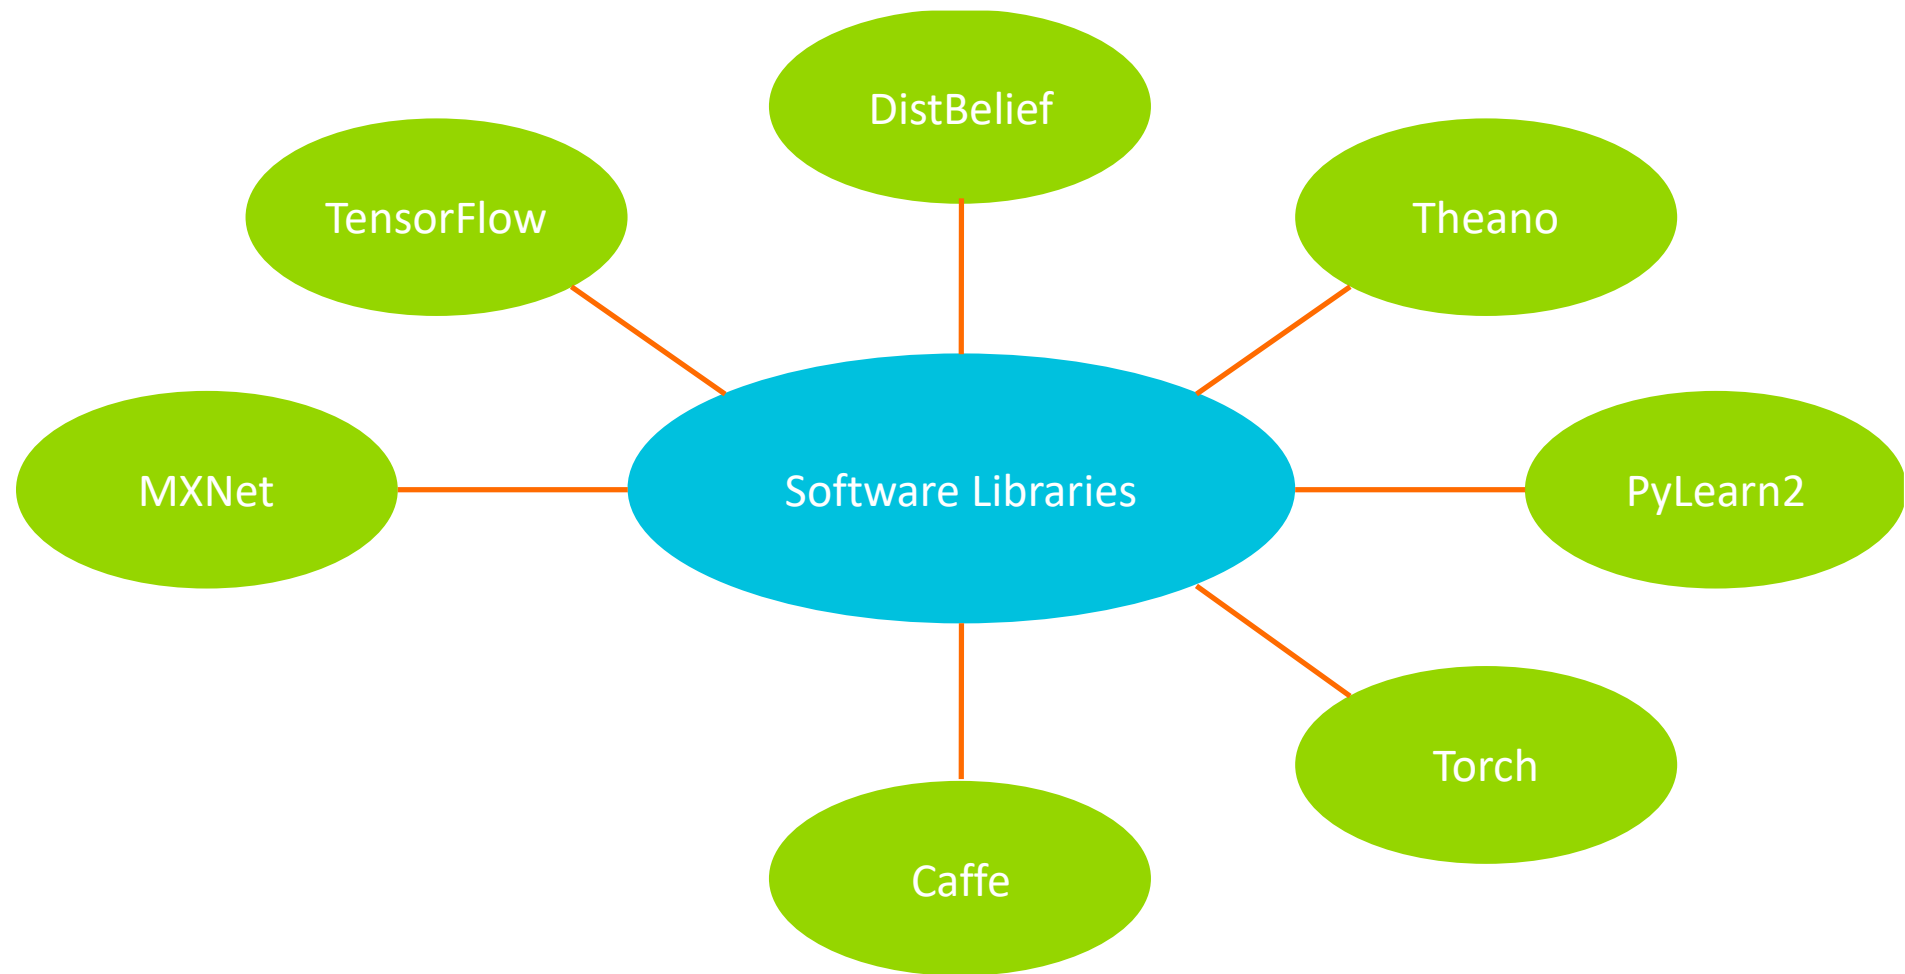 DistBelief
TensorFlow
Theano
MXNet
Software Libraries
PyLearn2
Torch
Caffe